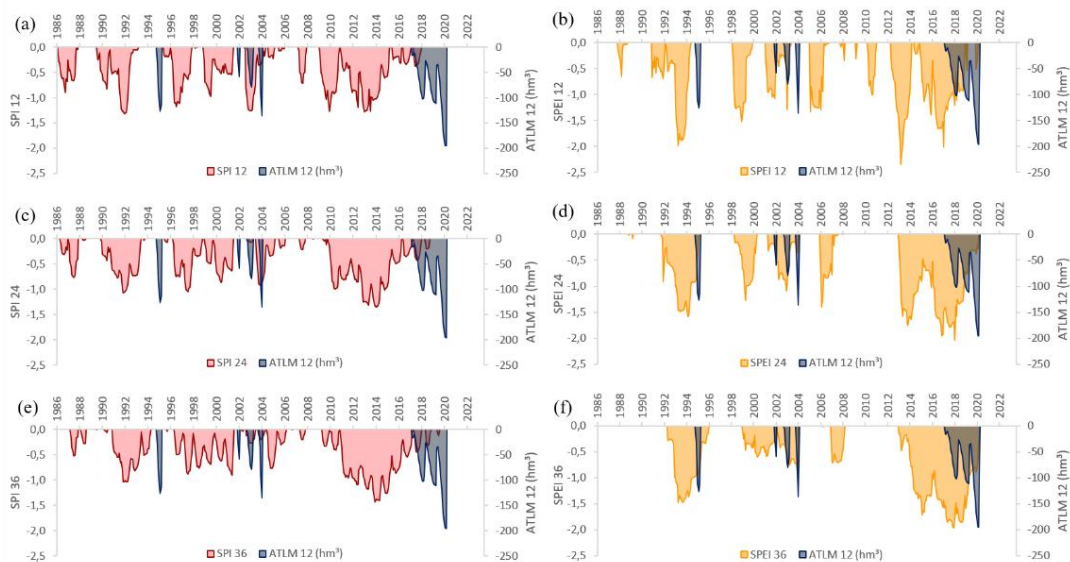 (a)
1986 1988 1990 1992 1994 1996 1998 2000 2002 2004 2006 2008 2010 2012 2014 2016 2018 2020 2022
0,0 -0,5 -1,0 -1,5 -2,0 -2,5
SPI 12
0 -50 -100 -150 -200 -250
ATLM 12 (hm³)
SPI 12 ATLM 12 (hm³)
(b)
1986 1988 1990 1992 1994 1996 1998 2000 2002 2004 2006 2008 2010 2012 2014 2016 2018 2020 2022
0,0 -0,5 -1,0 -1,5 -2,0 -2,5
SPEI 12
0 -50 -100 -150 -200 -250
ATLM 12 (hm³)
SPEI 12 ATLM 12 (hm³)
(c)
1986 1988 1990 1992 1994 1996 1998 2000 2002 2004 2006 2008 2010 2012 2014 2016 2018 2020 2022
0,0 -0,5 -1,0 -1,5 -2,0 -2,5
SPI 24
0 -50 -100 -150 -200 -250
ATLM 12 (hm³)
SPI 24 ATLM 12 (hm³)
(d)
1986 1988 1990 1992 1994 1996 1998 2000 2002 2004 2006 2008 2010 2012 2014 2016 2018 2020 2022
0,0 -0,5 -1,0 -1,5 -2,0 -2,5
SPEI 24
0 -50 -100 -150 -200 -250
ATLM 12 (hm³)
SPEI 24 ATLM 12 (hm³)
(e)
1986 1988 1990 1992 1994 1996 1998 2000 2002 2004 2006 2008 2010 2012 2014 2016 2018 2020 2022
0,0 -0,5 -1,0 -1,5 -2,0 -2,5
SPI 36
0 -50 -100 -150 -200 -250
ATLM 12 (hm³)
SPI 36 ATLM 12 (hm³)
(f)
1986 1988 1990 1992 1994 1996 1998 2000 2002 2004 2006 2008 2010 2012 2014 2016 2018 2020 2022
0,0 -0,5 -1,0 -1,5 -2,0 -2,5
SPEI 36
0 -50 -100 -150 -200 -250
ATLM 12 (hm³)
SPEI 36 ATLM 12 (hm³)